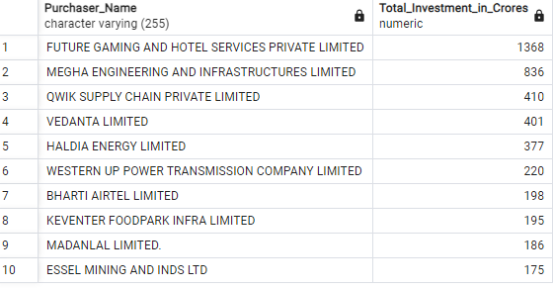 Purchaser_Name Total_Investment_in_Crores
character varying (255) numeric
1 FUTURE GAMING AND HOTEL SERVICES PRIVATE LIMITED 1368
2 MEGHA ENGINEERING AND INFRASTRUCTURES LIMITED 836
3 QWIK SUPPLY CHAIN PRIVATE LIMITED 410
4 VEDANTA LIMITED 401
5 HALDIA ENERGY LIMITED 377
6 WESTERN UP POWER TRANSMISSION COMPANY LIMITED 220
7 BHARTI AIRTEL LIMITED 198
8 KEVENTER FOODPARK INFRA LIMITED 195
9 MADANLAL LIMITED. 186
10 ESSEL MINING AND INDS LTD 175